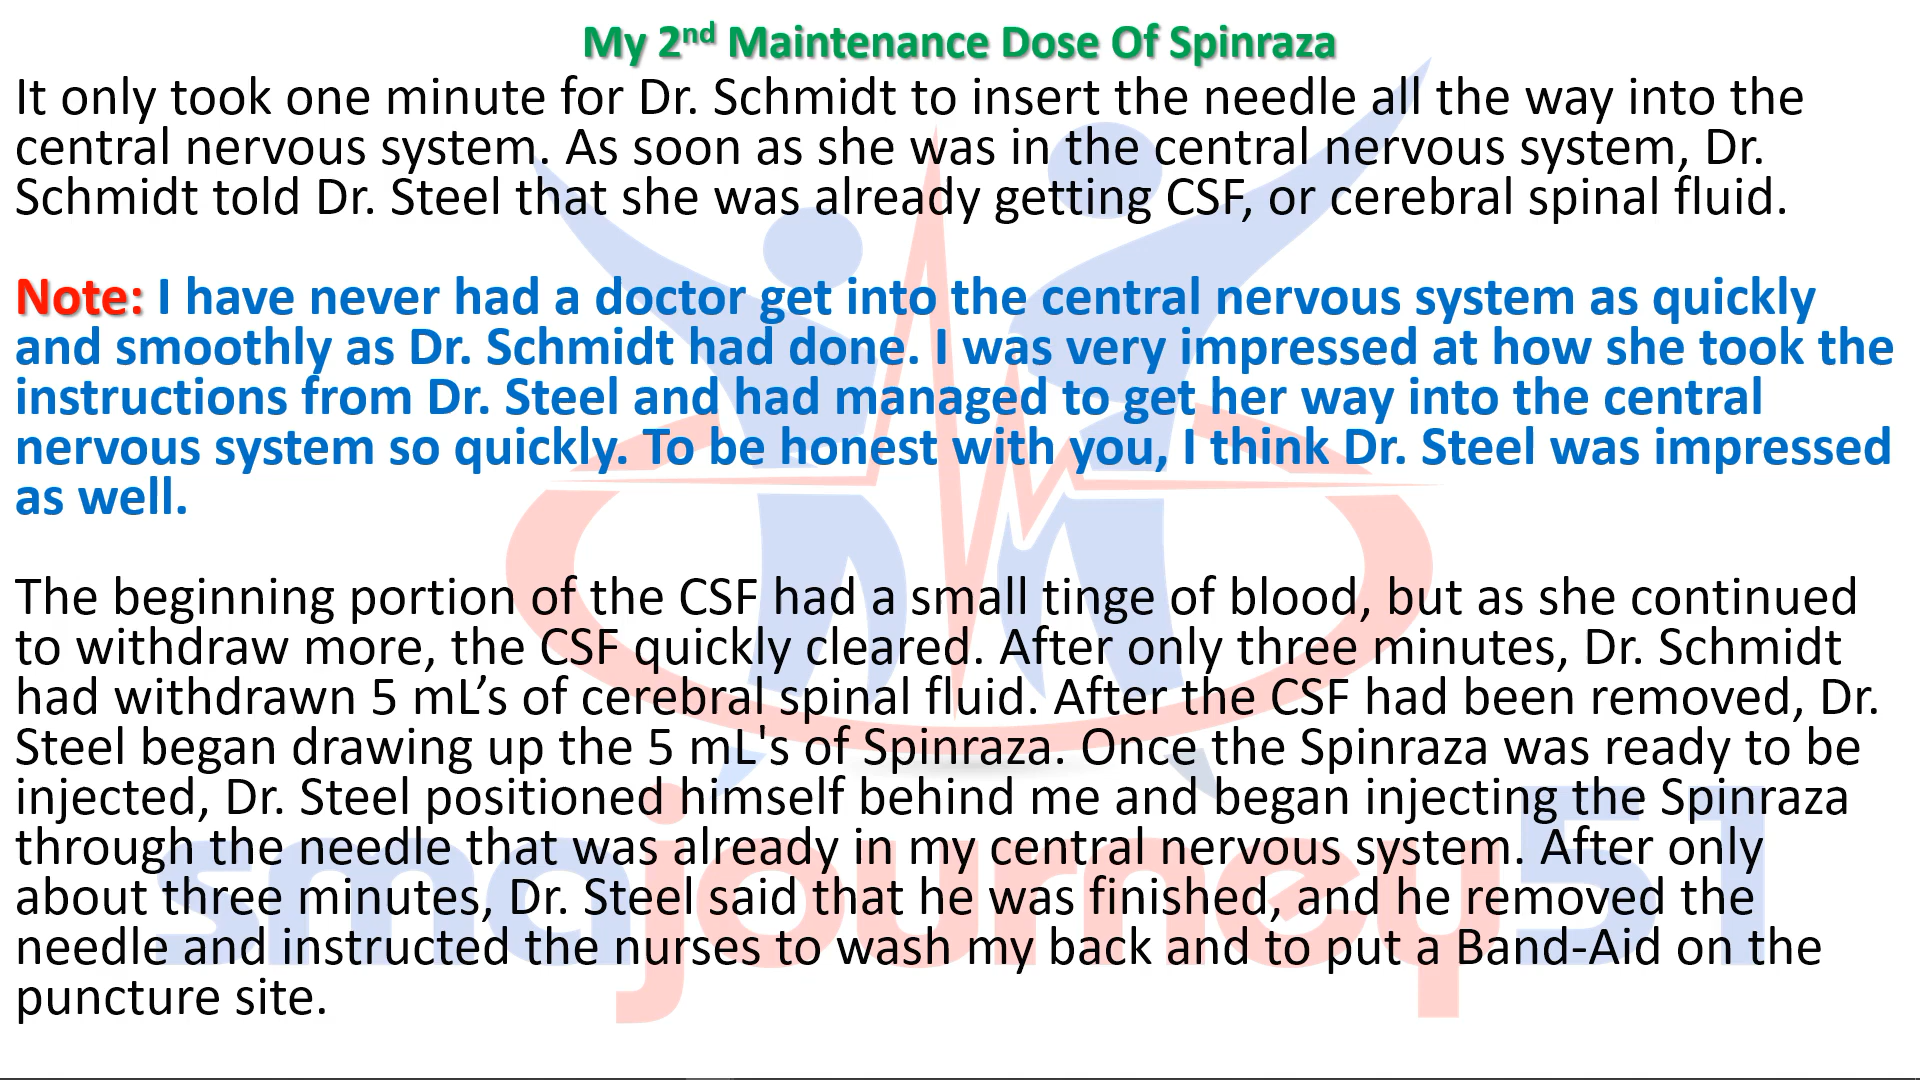 My 2nd Maintenance Dose Of Spinraza
It only took one minute for Dr. Schmidt to insert the needle all the way into the
central nervous system. As soon as she was in the central nervous system, Dr.
Schmidt told Dr. Steel that she was already getting CSF, or cerebral spinal fluid.
Note: I have never had a doctor get into the central nervous system as quickly
and smoothly as Dr. Schmidt had done. I was very impressed at how she took the
instructions from Dr. Steel and had managed to get her way into the central
nervous system so quickly. To be honest with you, I think Dr. Steel was impressed
as well.
The beginning portion of the CSF had a small tinge of blood, but as she continued
to withdraw more, the CSF quickly cleared. After only three minutes, Dr. Schmidt
had withdrawn 5 mL’s of cerebral spinal fluid. After the CSF had been removed, Dr.
Steel began drawing up the 5 mL's of Spinraza. Once the Spinraza was ready to be
injected, Dr. Steel positioned himself behind me and began injecting the Spinraza
through the needle that was already in my central nervous system. After only
about three minutes, Dr. Steel said that he was finished, and he removed the
needle and instructed the nurses to wash my back and to put a Band-Aid on the
puncture site.
smajourney51